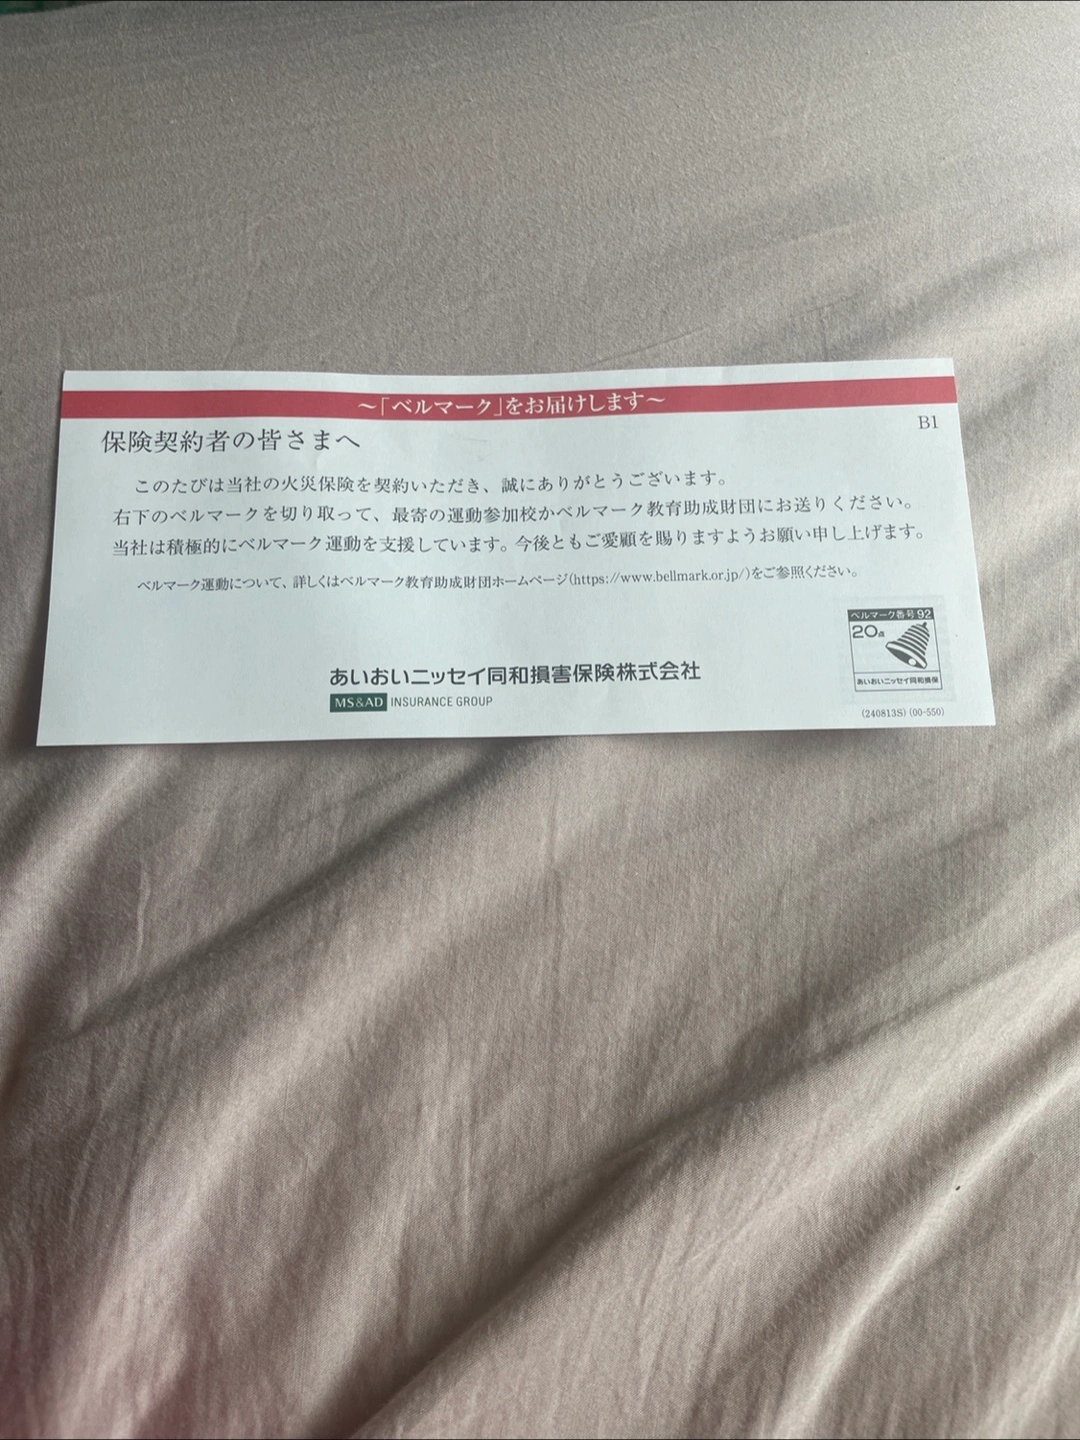 ～「ベルマーク」をお届けします～
B1
保険契約者の皆さまへ
このたびは当社の火災保険を契約いただき、誠にありがとうございます。
右下のベルマークを切り取って、最寄の運動参加校かベルマーク教育助成財団にお送りください。
当社は積極的にベルマーク運動を支援しています。今後ともご愛顧を賜りますようお願い申し上げます。
ベルマーク運動について、詳しくはベルマーク教育助成財団ホームページ(https://www.bellmark.or.jp/)をご参照ください。
ベルマーク番号 92
20点
あいおいニッセイ同和損保
あいおいニッセイ同和損害保険株式会社
MS&AD INSURANCE GROUP
(240813S) (00-550)